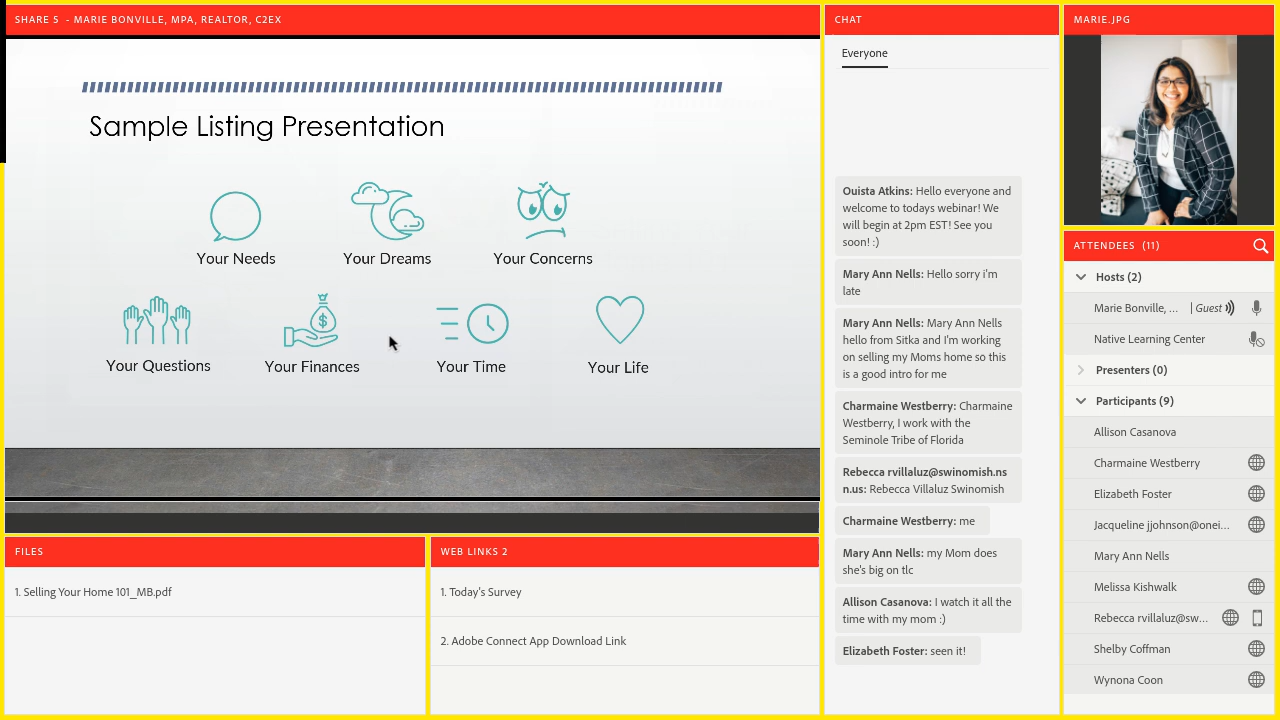 SHARE 5 - MARIE BONVILLE, MPA, REALTOR, C2EX
Sample Listing Presentation
Your Needs
Your Dreams
Your Concerns
Your Questions
Your Finances
Your Time
Your Life
FILES
1. Selling Your Home 101_MB.pdf
WEB LINKS 2
1. Today's Survey
2. Adobe Connect App Download Link
CHAT
Everyone
Ouista Atkins: Hello everyone and
welcome to todays webinar! We
will begin at 2pm EST! See you
soon! :)
Mary Ann Nells: Hello sorry i'm
late
Mary Ann Nells: Mary Ann Nells
hello from Sitka and I'm working
on selling my Moms home so this
is a good intro for me
Charmaine Westberry: Charmaine
Westberry, I work with the
Seminole Tribe of Florida
Rebecca rvillaluz@swinomish.ns
n.us: Rebecca Villaluz Swinomish
Charmaine Westberry: me
Mary Ann Nells: my Mom does
she's big on tlc
Allison Casanova: I watch it all the
time with my mom :)
Elizabeth Foster: seen it!
MARIE.JPG
ATTENDEES (11)
Hosts (2)
Marie Bonville, ... | Guest
Native Learning Center
Presenters (0)
Participants (9)
Allison Casanova
Charmaine Westberry
Elizabeth Foster
Jacqueline jjohnson@onei...
Mary Ann Nells
Melissa Kishwalk
Rebecca rvillaluz@sw...
Shelby Coffman
Wynona Coon